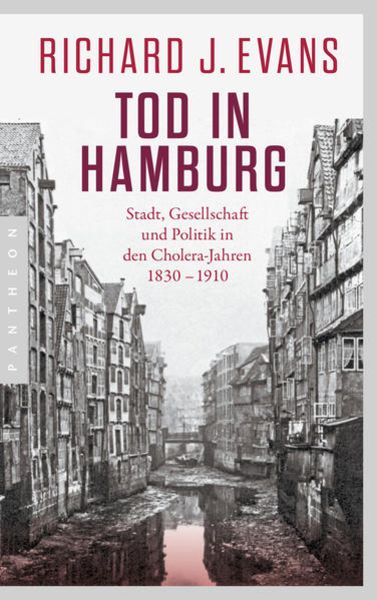 RICHARD J. EVANS
TOD IN
HAMBURG
Stadt, Gesellschaft
und Politik in
den Cholera-Jahren
1830 – 1910
PANTHEON